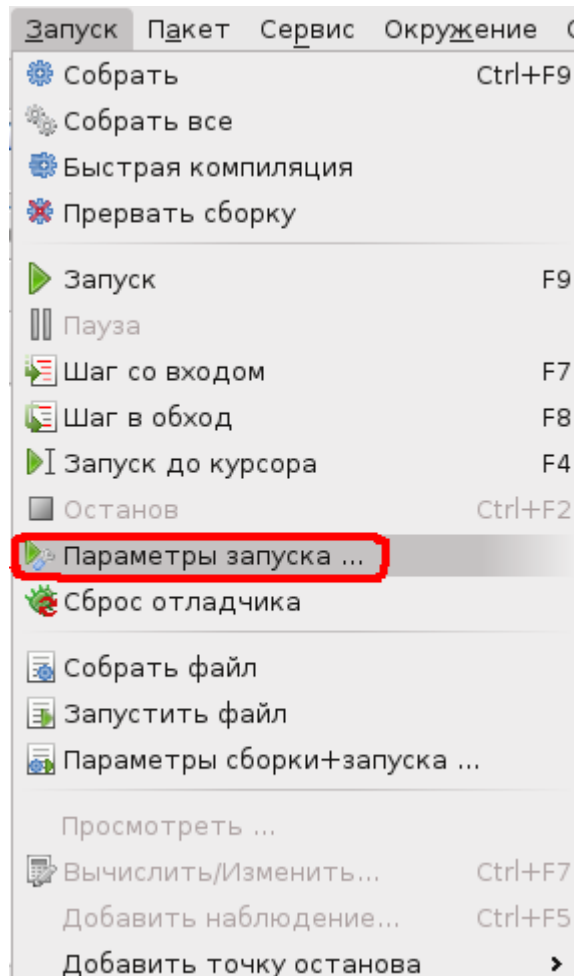 Запуск Пакет Сервис Окружение
Собрать Ctrl+F9
Собрать все
Быстрая компиляция
Прервать сборку
Запуск F9
Пауза
Шаг со входом F7
Шаг в обход F8
Запуск до курсора F4
Останов Ctrl+F2
Параметры запуска ...
Сброс отладчика
Собрать файл
Запустить файл
Параметры сборки+запуска ...
Просмотреть ...
Вычислить/Изменить... Ctrl+F7
Добавить наблюдение... Ctrl+F5
Добавить точку останова